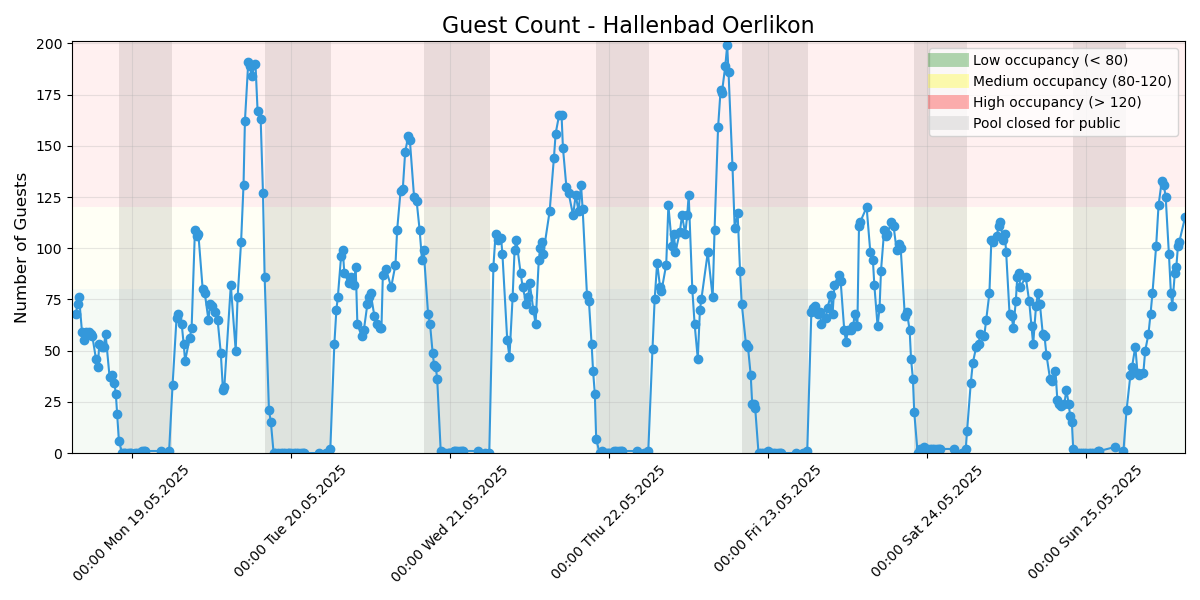 Guest Count - Hallenbad Oerlikon
Number of Guests
200
175
150
125
100
75
50
25
0
Low occupancy (< 80)
Medium occupancy (80-120)
High occupancy (> 120)
Pool closed for public
00:00 Mon 19.05.2025
00:00 Tue 20.05.2025
00:00 Wed 21.05.2025
00:00 Thu 22.05.2025
00:00 Fri 23.05.2025
00:00 Sat 24.05.2025
00:00 Sun 25.05.2025